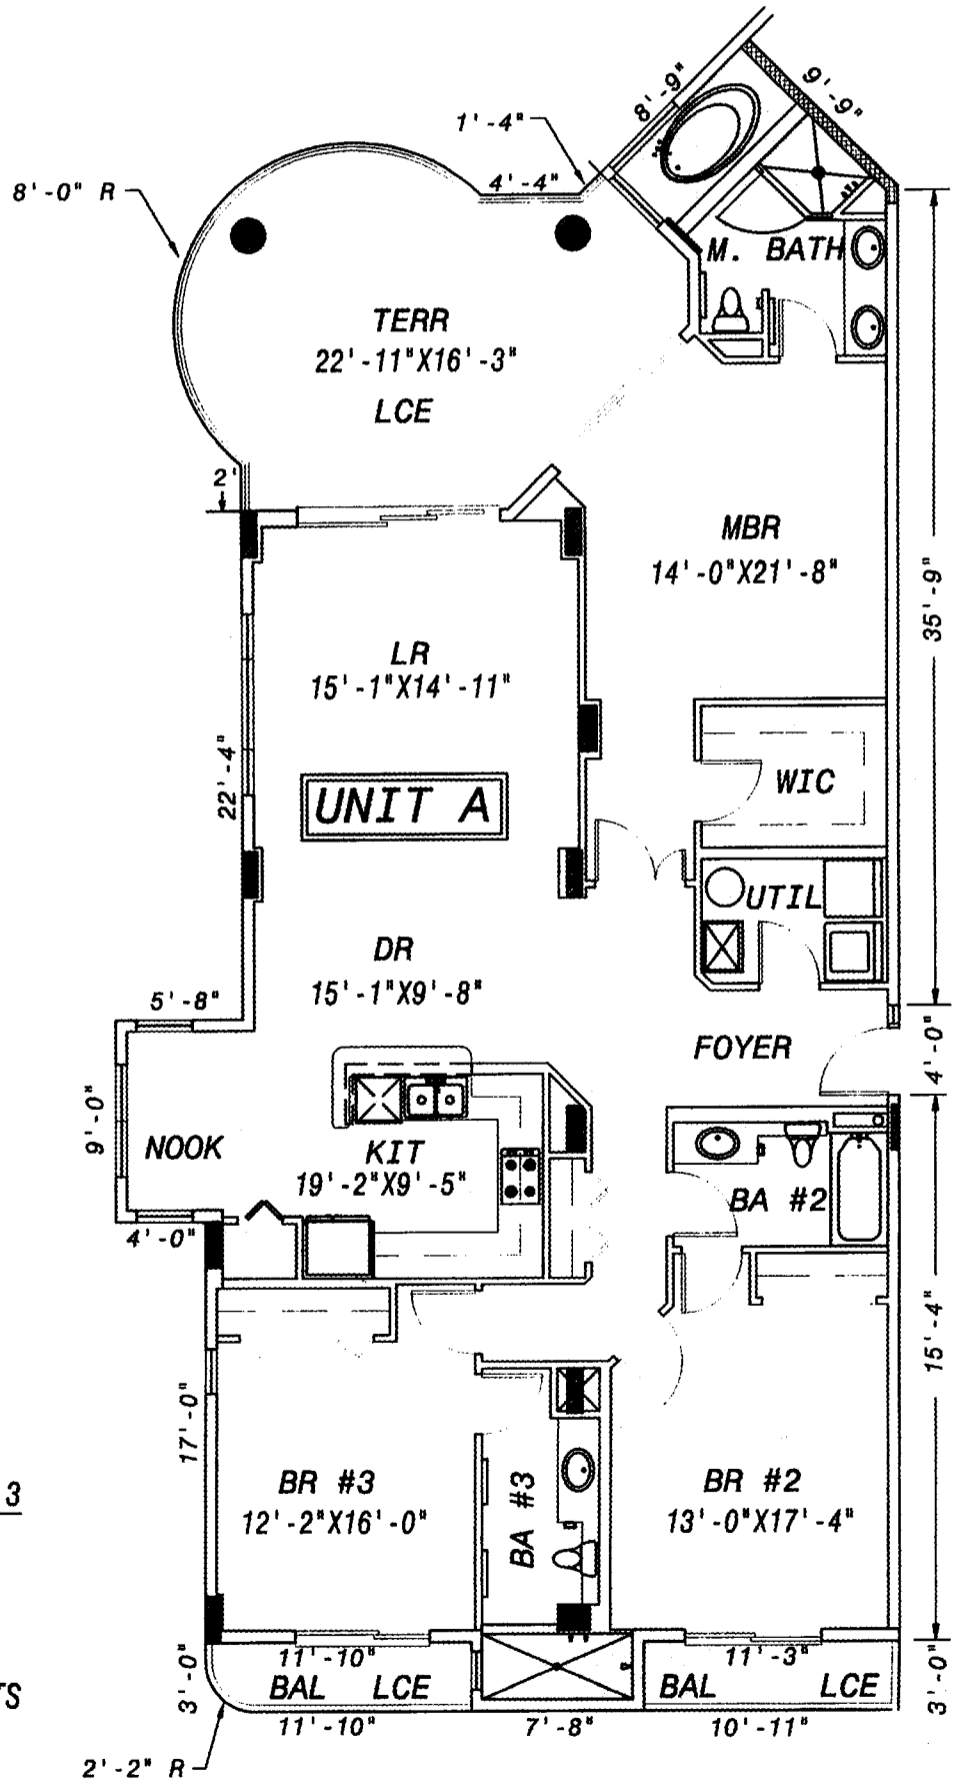 9'-9"
8'-9"
1'-4"
4'-4"
8'-0" R
M. BATH
TERR
22'-11"X16'-3"
LCE
2'
MBR
14'-0"X21'-8"
35'-9"
LR
15'-1"X14'-11"
22'-4"
WIC
UNIT A
UTIL
DR
15'-1"X9'-8"
5'-8"
FOYER
4'-0"
9'-0"
NOOK
KIT
19'-2"X9'-5"
BA #2
4'-0"
15'-4"
17'-0"
BR #3
12'-2"X16'-0"
BA #3
BR #2
13'-0"X17'-4"
3
3'-0"
11'-10"
BAL LCE
11'-10"
7'-8"
11'-3"
BAL LCE
10'-11"
3'-0"
TS
2'-2" R